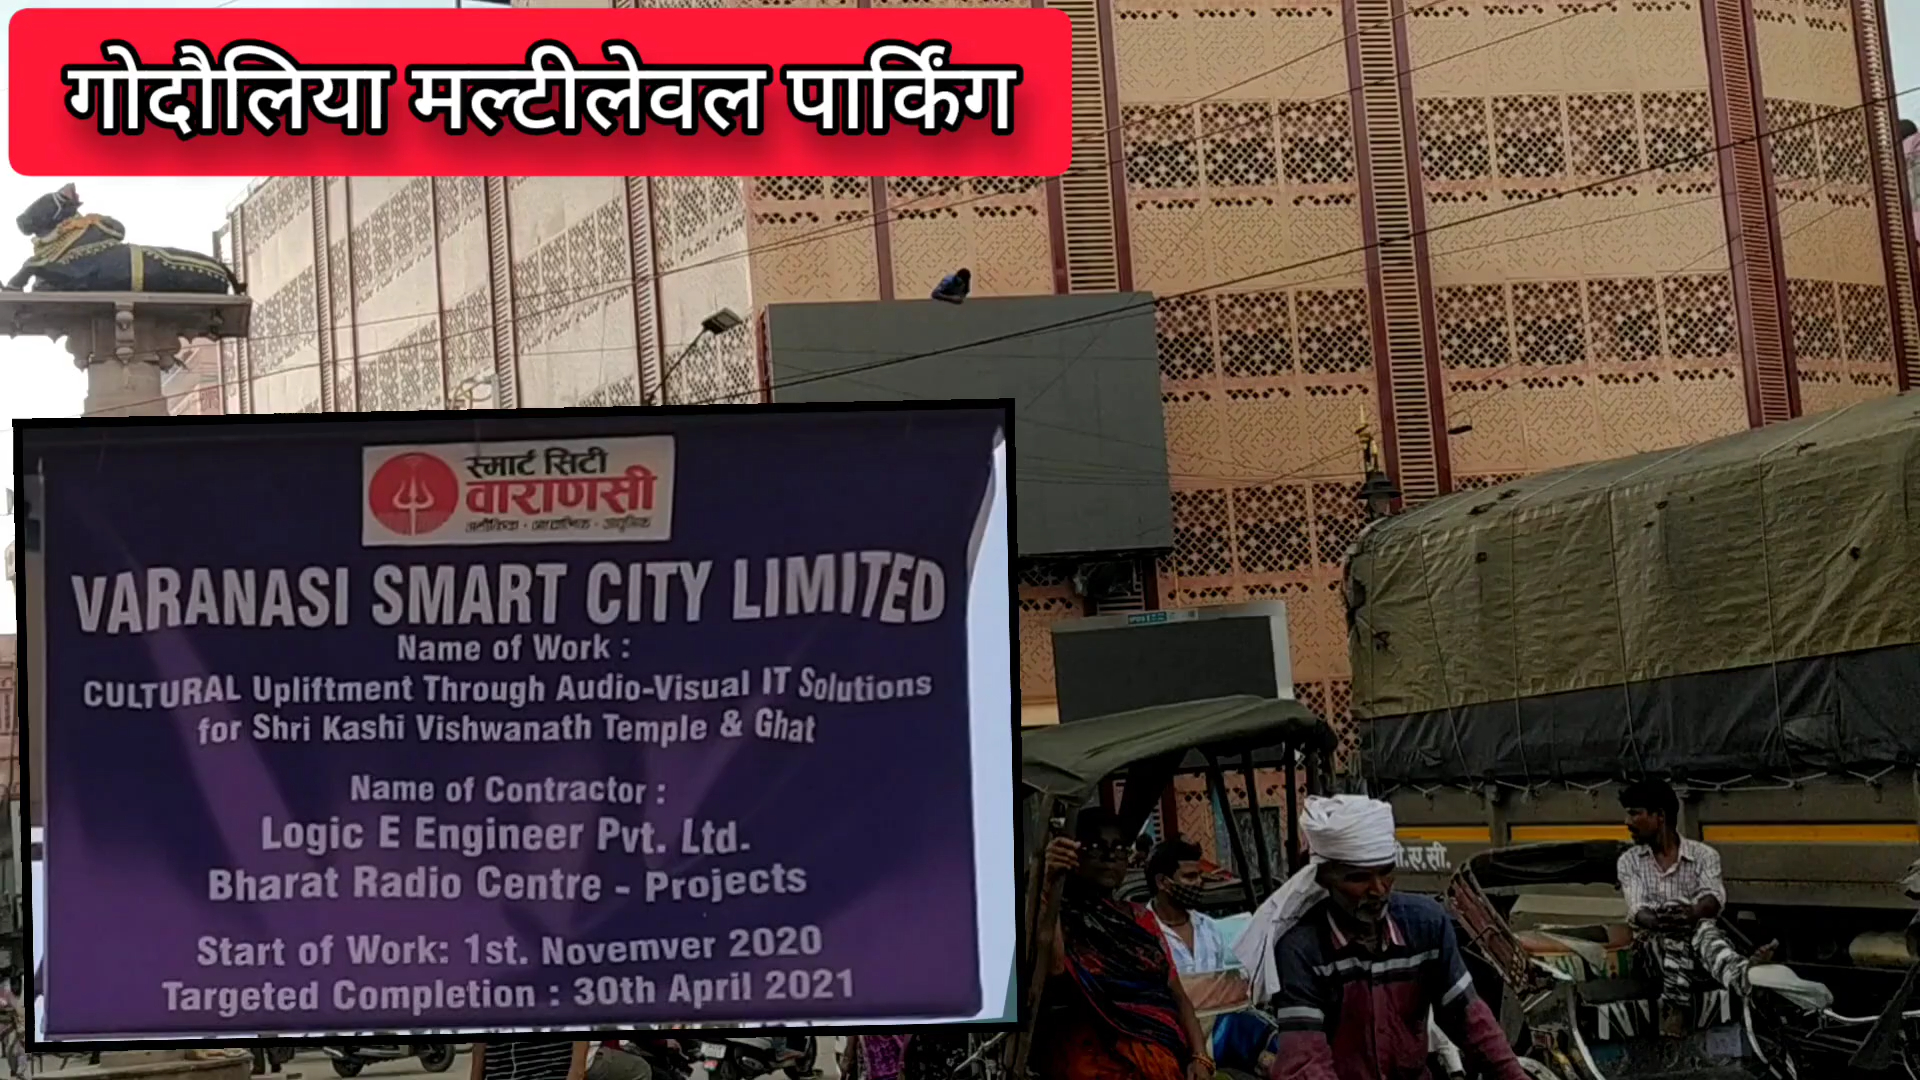 गोदौलिया मल्टीलेवल पार्किंग
स्मार्ट सिटी
वाराणसी
VARANASI SMART CITY LIMITED
Name of Work :
CULTURAL Upliftment Through Audio-Visual IT Solutions
for Shri Kashi Vishwanath Temple & Ghat
Name of Contractor :
Logic E Engineer Pvt. Ltd.
Bharat Radio Centre - Projects
Start of Work: 1st. Novemver 2020
Targeted Completion : 30th April 2021